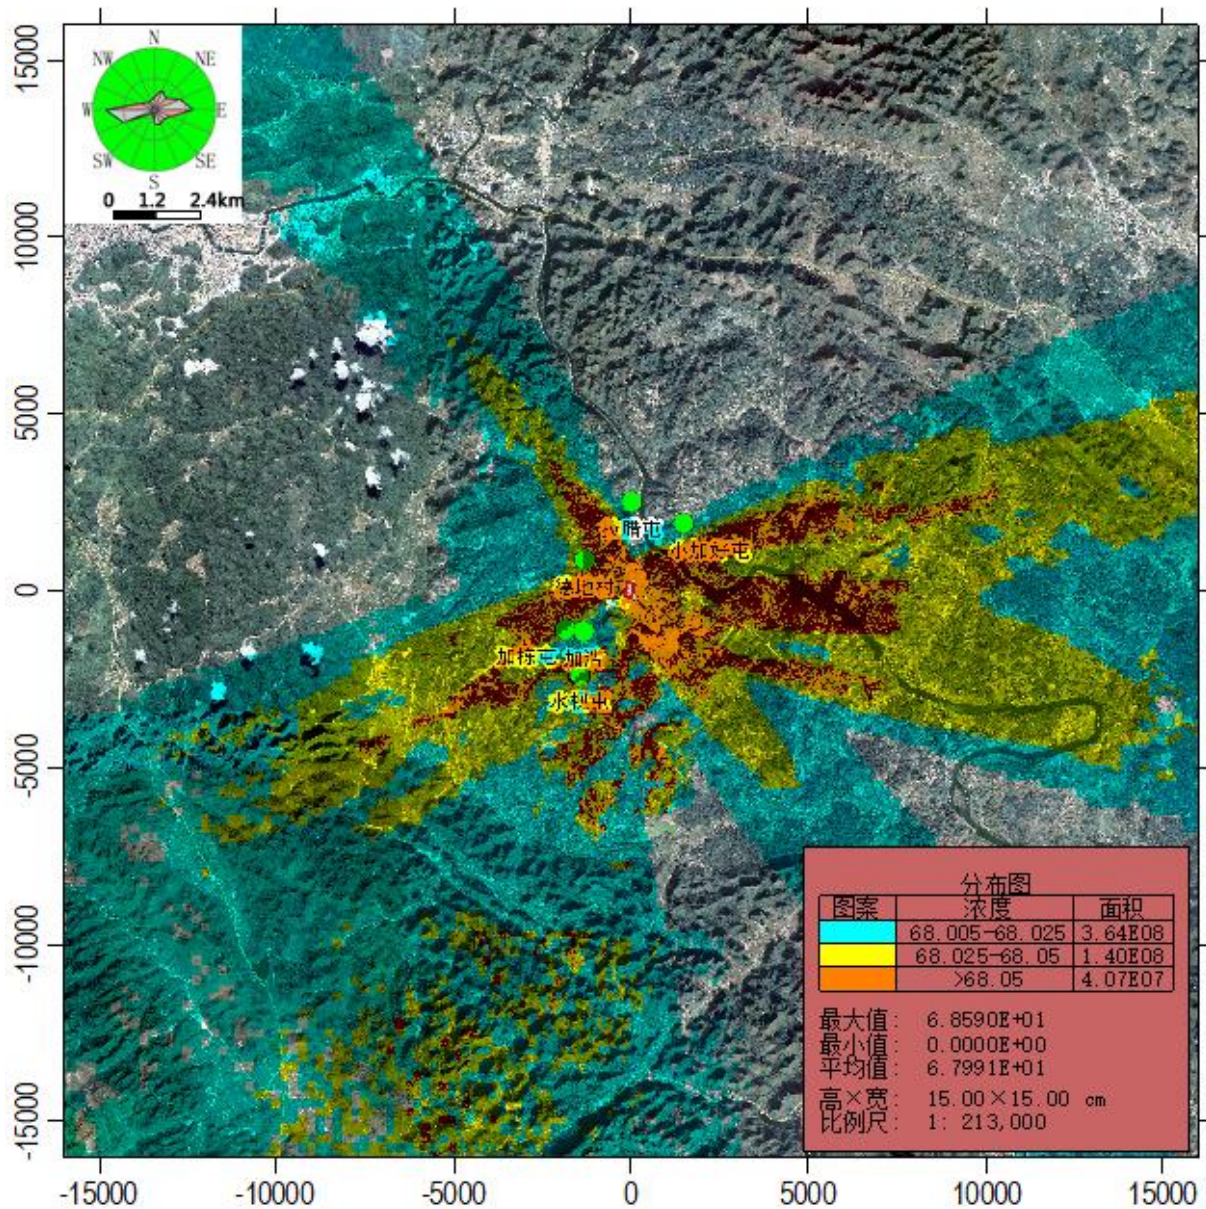 N
NW NE
W E
SW SE
S
0 1.2 2.4km
15000
10000
5000
0
-5000
-10000
-15000
腊屯
小加好屯
加栋屯
水利屯
分布图
图案 浓度 面积
68.005-68.025 3.64E08
68.025-68.05 1.40E08
>68.05 4.07E07
最大值: 6.8590E+01
最小值: 0.0000E+00
平均值: 6.7991E+01
高×宽: 15.00×15.00 cm
比例尺: 1: 213,000
-15000 -10000 -5000 0 5000 10000 15000